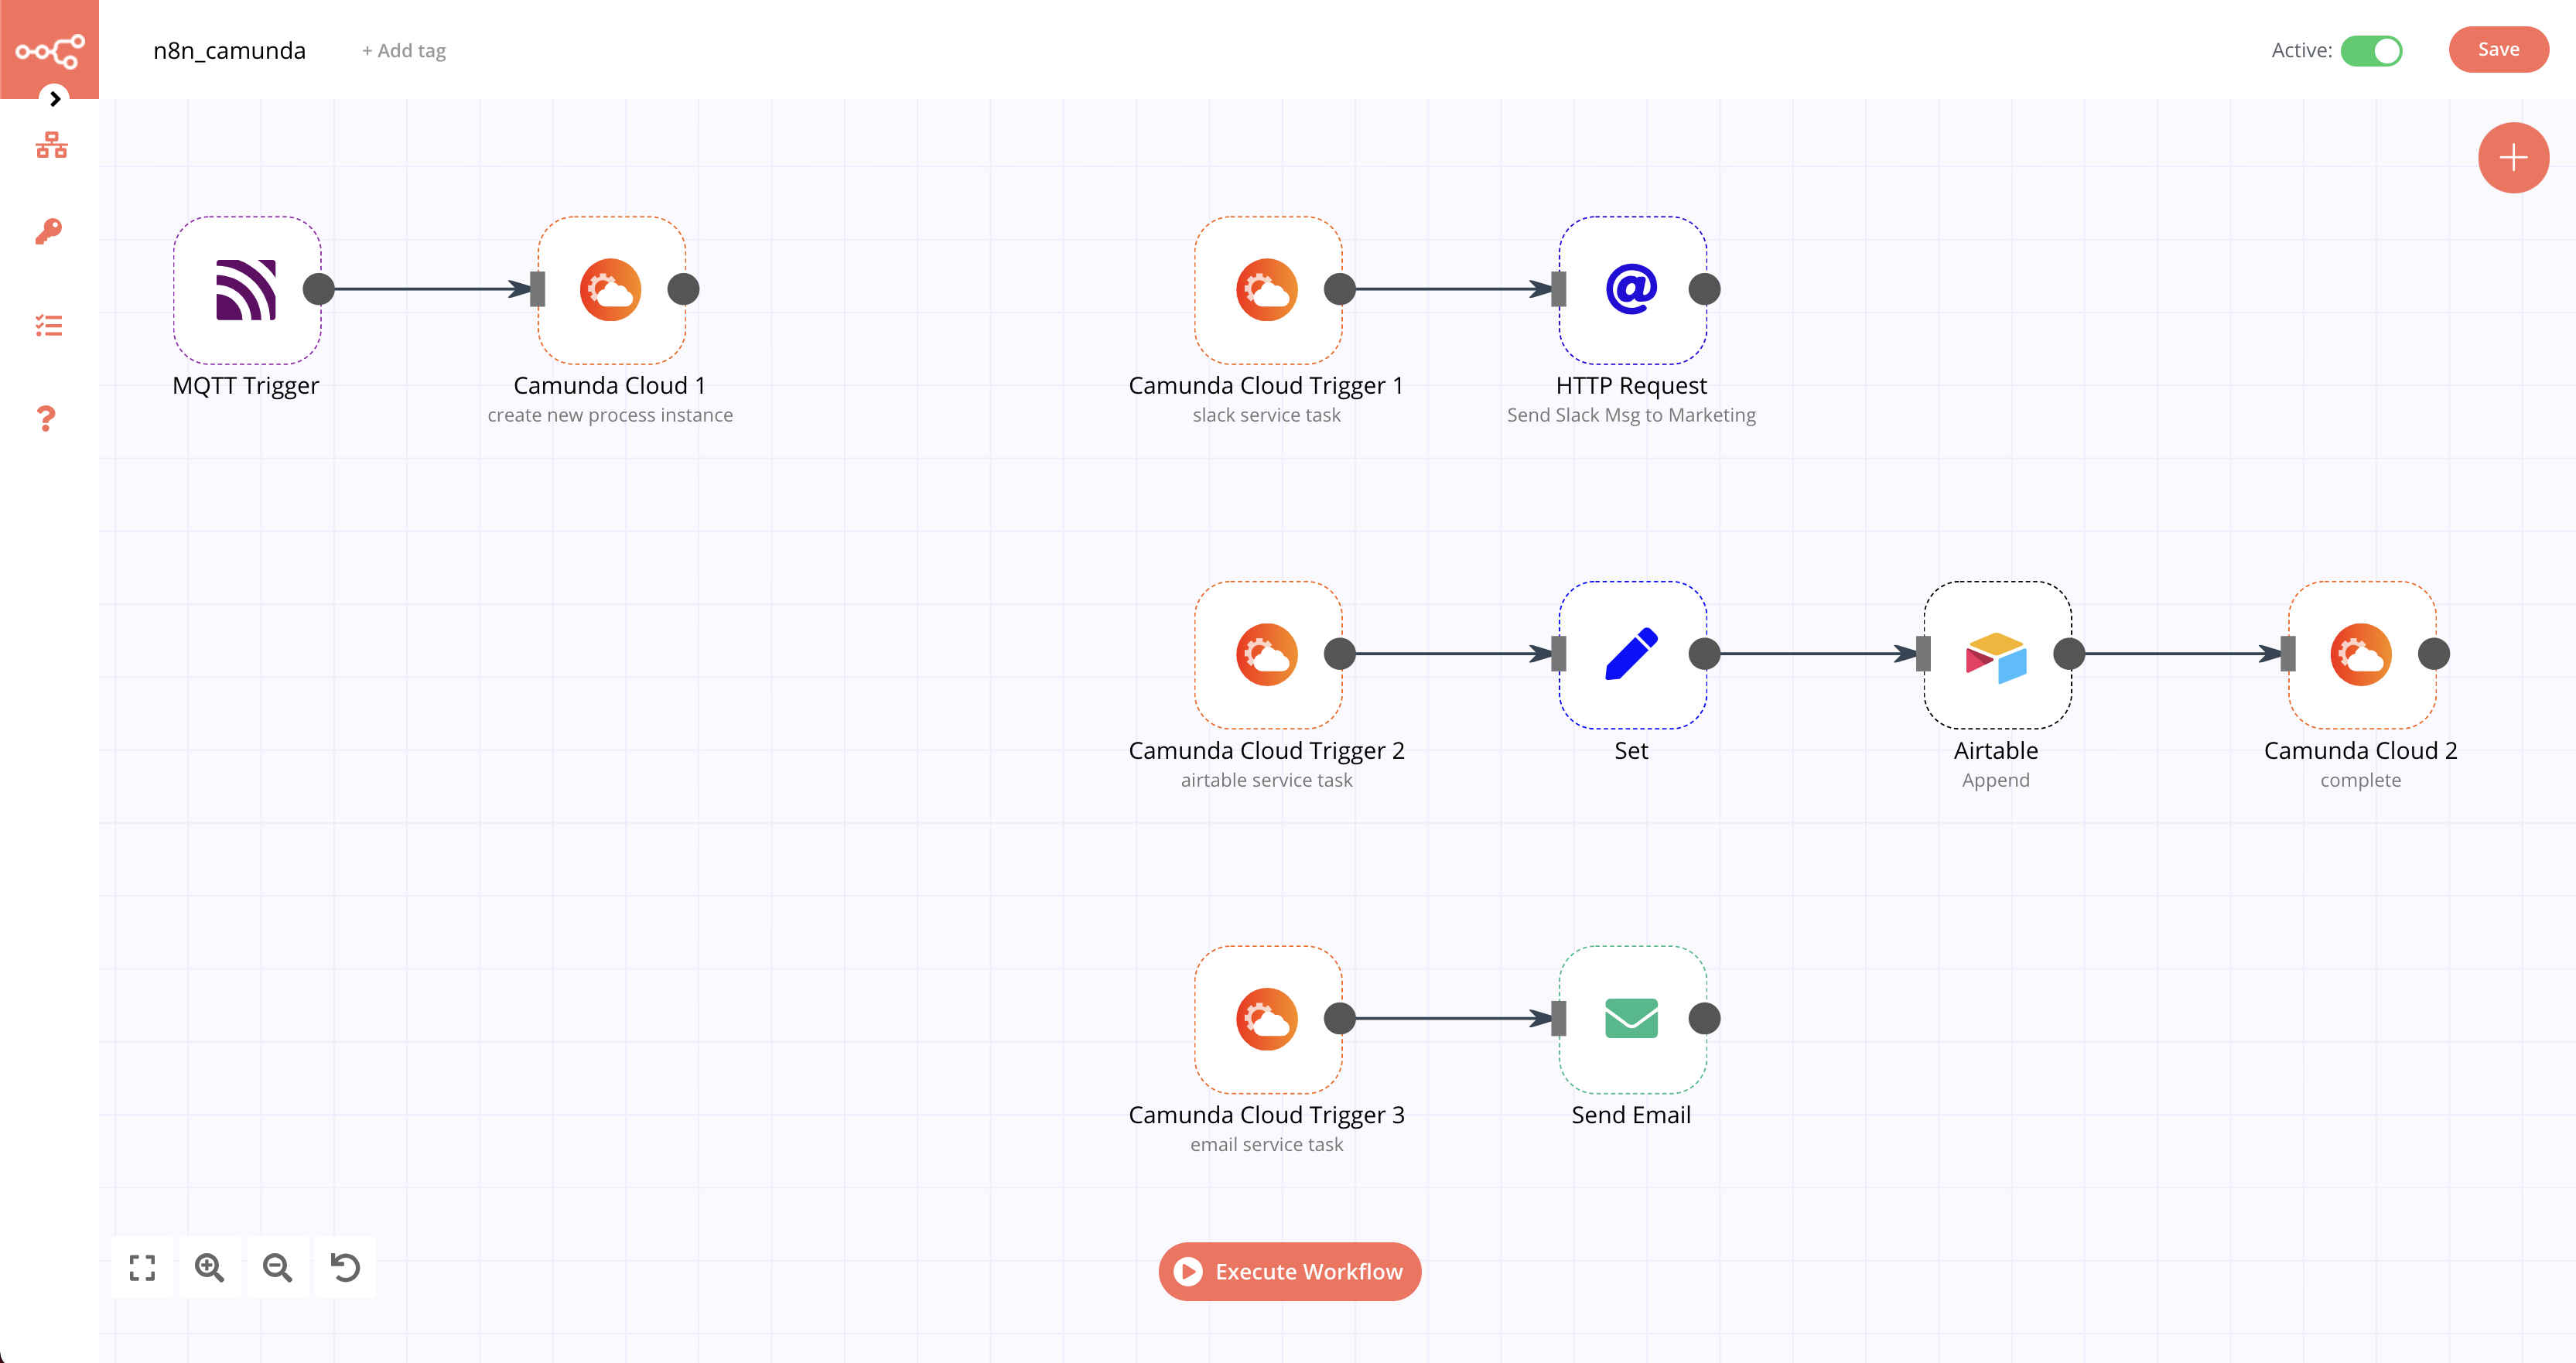 n8n_camunda
+ Add tag
Active:
Save
MQTT Trigger
Camunda Cloud 1
create new process instance
Camunda Cloud Trigger 1
slack service task
HTTP Request
Send Slack Msg to Marketing
Camunda Cloud Trigger 2
airtable service task
Set
Airtable
Append
Camunda Cloud 2
complete
Camunda Cloud Trigger 3
email service task
Send Email
Execute Workflow